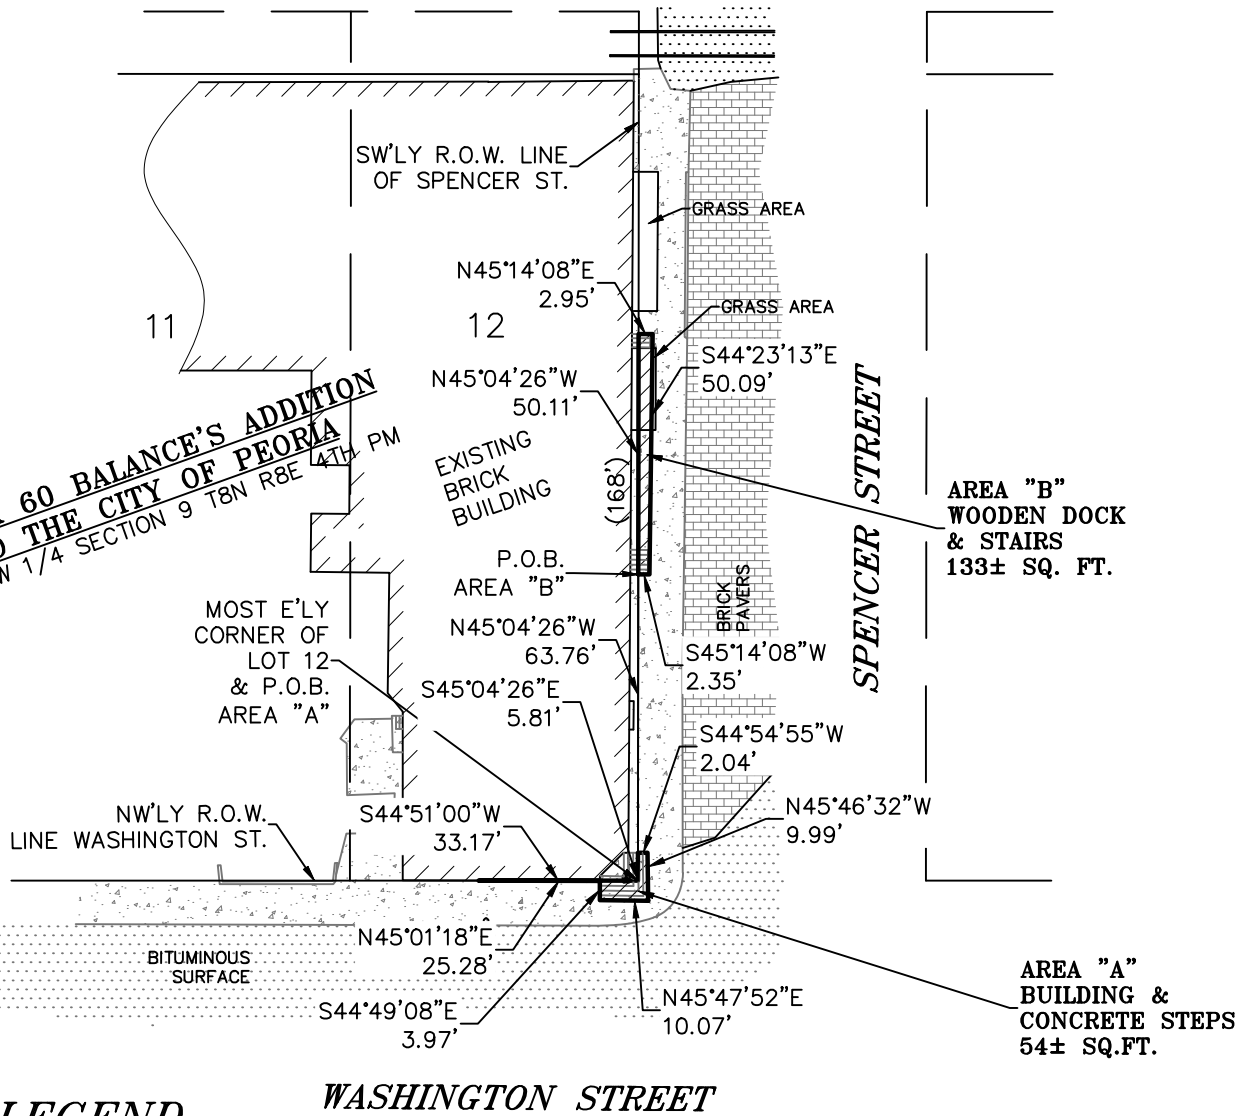 SW'LY R.O.W. LINE
OF SPENCER ST.
GRASS AREA
N45°14'08"E
2.95'
GRASS AREA
11
12
S44°23'13"E
50.09'
N45°04'26"W
50.11'
60 BALANCE'S ADDITION
THE CITY OF PEORIA
1/4 SECTION 9 T8N R8E 4TH PM
EXISTING
BRICK
BUILDING
(168')
SPENCER STREET
AREA "B"
WOODEN DOCK
& STAIRS
133± SQ. FT.
P.O.B.
AREA "B"
BRICK
PAVERS
MOST E'LY
CORNER OF
LOT 12
& P.O.B.
AREA "A"
N45°04'26"W
63.76'
S45°14'08"W
2.35'
S45°04'26"E
5.81'
S44°54'55"W
2.04'
N45°46'32"W
9.99'
NW'LY R.O.W.
LINE WASHINGTON ST.
S44°51'00"W
33.17'
N45°01'18"E
25.28'
BITUMINOUS
SURFACE
S44°49'08"E
3.97'
N45°47'52"E
10.07'
AREA "A"
BUILDING &
CONCRETE STEPS
54± SQ.FT.
WASHINGTON STREET
LEGEND